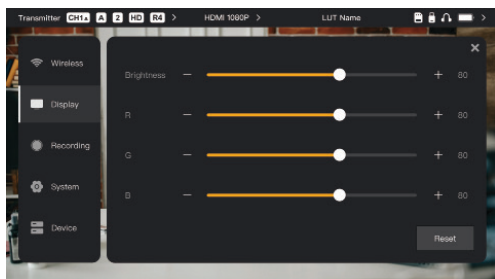 Transmitter CH1 A 2 HD R4 > HDMI 1080P > LUT Name >
×
Wireless
Display
Recording
System
Device
Brightness − + 80
R − + 80
G − + 80
B − + 80
Reset